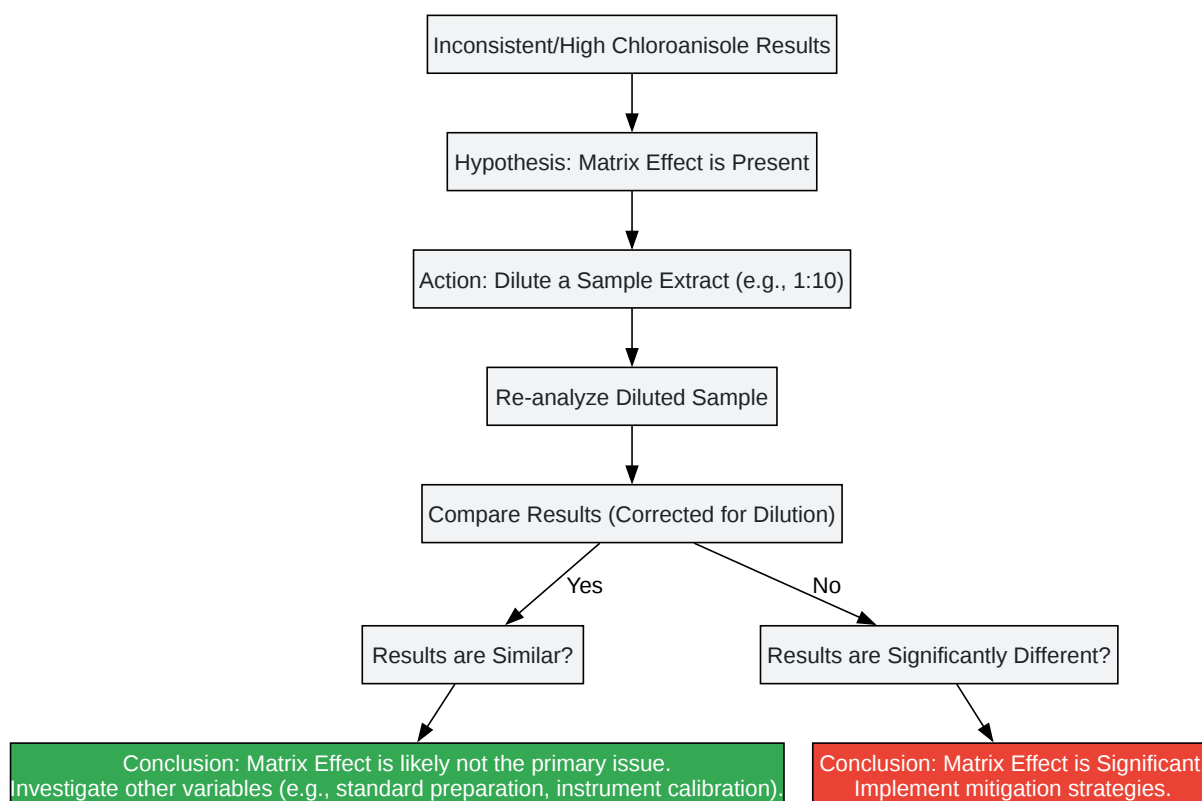 Inconsistent/High Chloroanisole Results
Hypothesis: Matrix Effect is Present
Action: Dilute a Sample Extract (e.g., 1:10)
Re-analyze Diluted Sample
Compare Results (Corrected for Dilution)
Yes
No
Results are Similar?
Results are Significantly Different?
Conclusion: Matrix Effect is likely not the primary issue.
Investigate other variables (e.g., standard preparation, instrument calibration).
Conclusion: Matrix Effect is Significant.
Implement mitigation strategies.